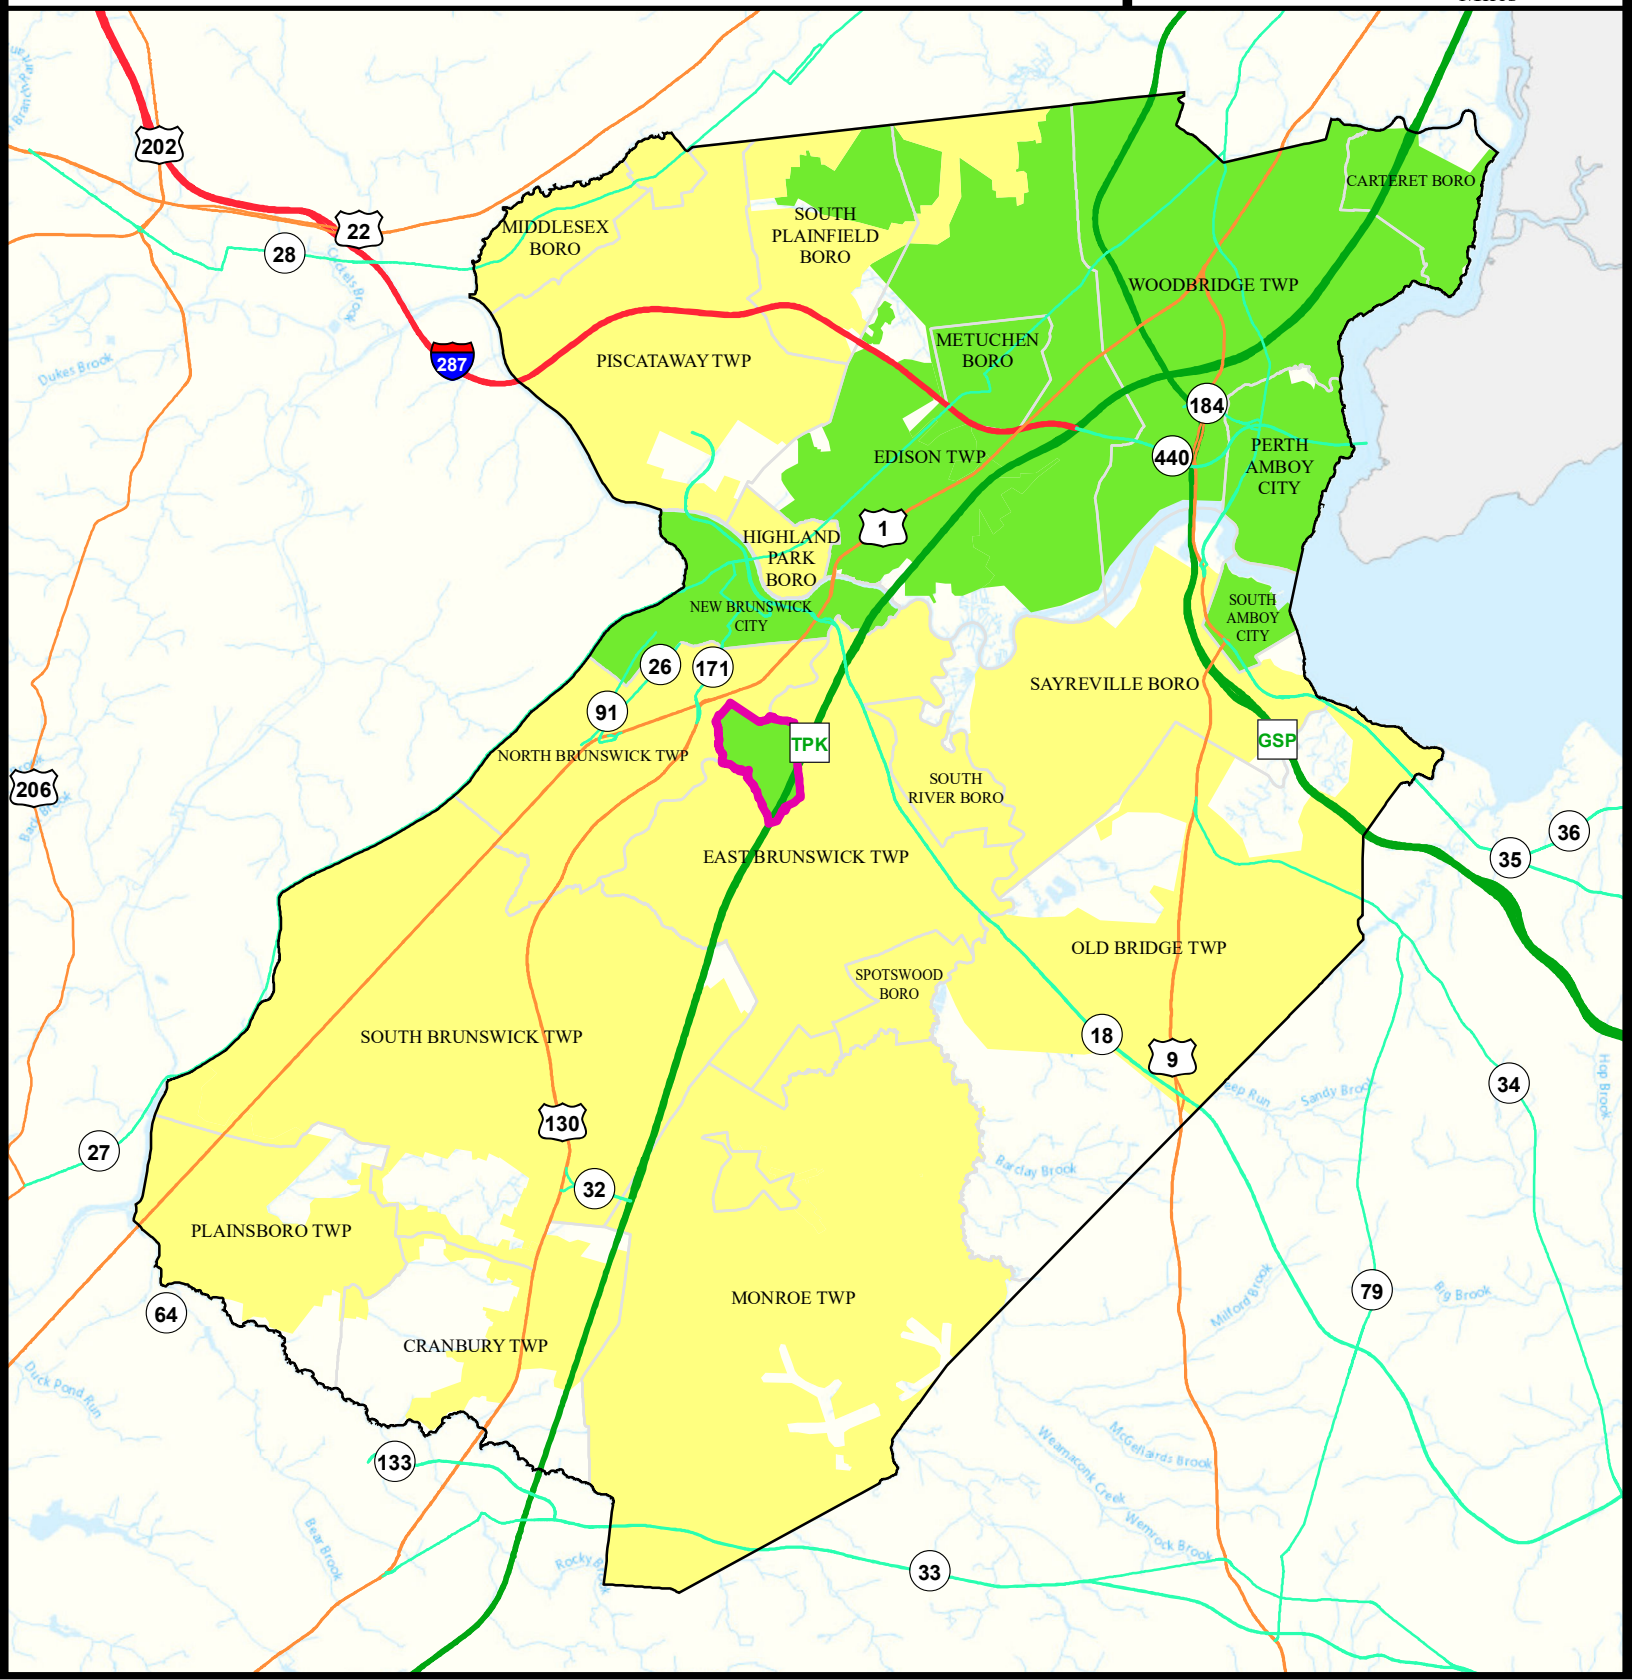 202
22
28
287
MIDDLESEX
BORO
SOUTH
PLAINFIELD
BORO
CARTERET BORO
WOODBRIDGE TWP
METUCHEN
BORO
PISCATAWAY TWP
Dukes Brook
184
440
PERTH
AMBOY
CITY
EDISON TWP
1
HIGHLAND
PARK
BORO
NEW BRUNSWICK
CITY
SOUTH
AMBOY
CITY
26
171
91
SAYREVILLE BORO
TPK
GSP
NORTH BRUNSWICK TWP
206
SOUTH
RIVER BORO
36
35
EAST BRUNSWICK TWP
OLD BRIDGE TWP
SPOTSWOOD
BORO
SOUTH BRUNSWICK TWP
18
9
34
Sandy Brook
Hop Brook
130
27
Barclay Brook
32
PLAINSBORO TWP
MONROE TWP
79
Big Brook
Milford Brook
64
CRANBURY TWP
Duck Pond Run
133
McGellairds Brook
Weamaconk Creek
Wemrock Brook
Bear Brook
33